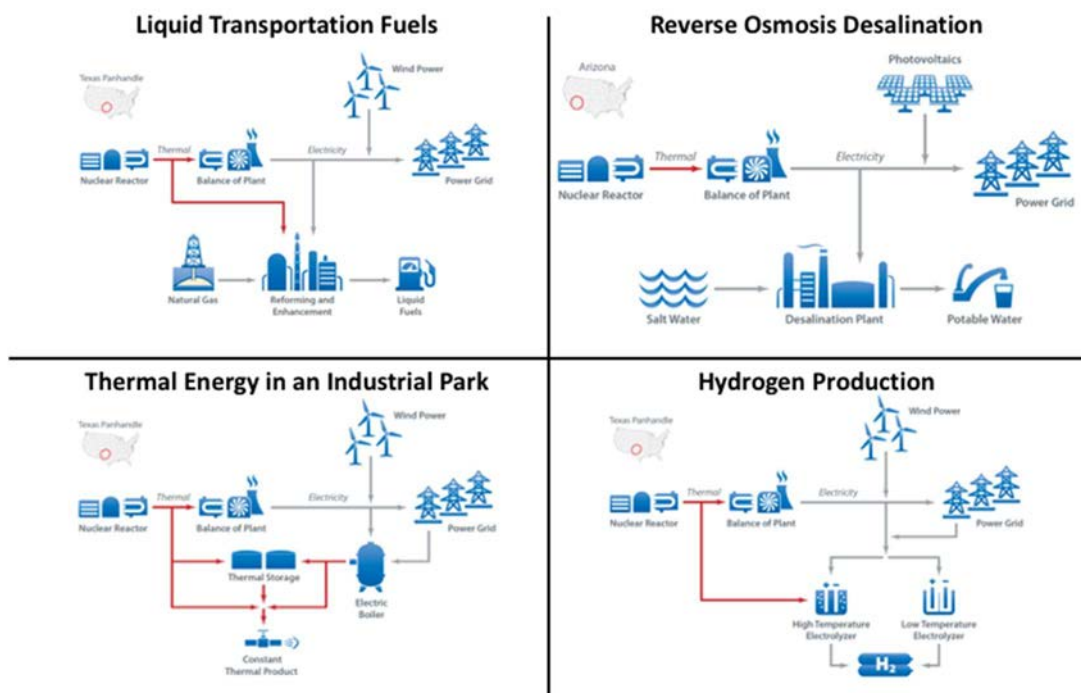 Liquid Transportation Fuels
Wind Power
Texas Panhandle
Thermal
Electricity
Nuclear Reactor
Balance of Plant
Power Grid
Natural Gas
Reforming and
Enhancement
Liquid
Fuels
Reverse Osmosis Desalination
Photovoltaics
Arizona
Thermal
Electricity
Nuclear Reactor
Balance of Plant
Power Grid
Salt Water
Desalination Plant
Potable Water
Thermal Energy in an Industrial Park
Wind Power
Texas Panhandle
Thermal
Electricity
Nuclear Reactor
Balance of Plant
Power Grid
Thermal Storage
Electric
Boiler
Constant
Thermal Product
Hydrogen Production
Wind Power
Texas Panhandle
Thermal
Electricity
Nuclear Reactor
Balance of Plant
Power Grid
High Temperature
Electrolyzer
Low Temperature
Electrolyzer
H₂